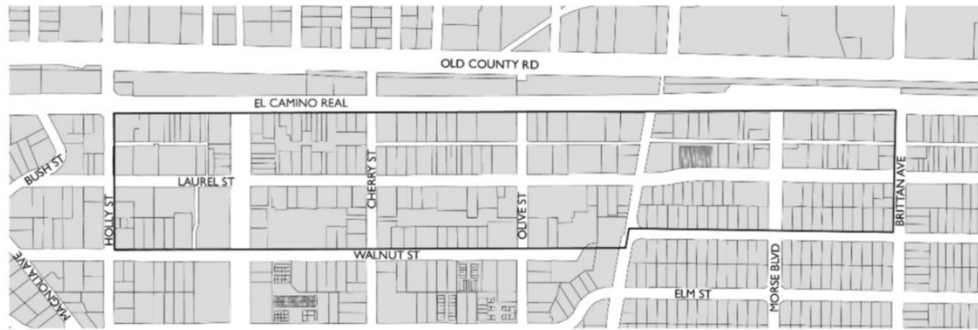 OLD COUNTY RD
EL CAMINO REAL
BUSH ST
LAUREL ST
CHERRY ST
BRITTAN AVE
HOLLY ST
OLIVE ST
WALNUT ST
MORSE BLVD
MAGNOLIA AVE
ELM ST